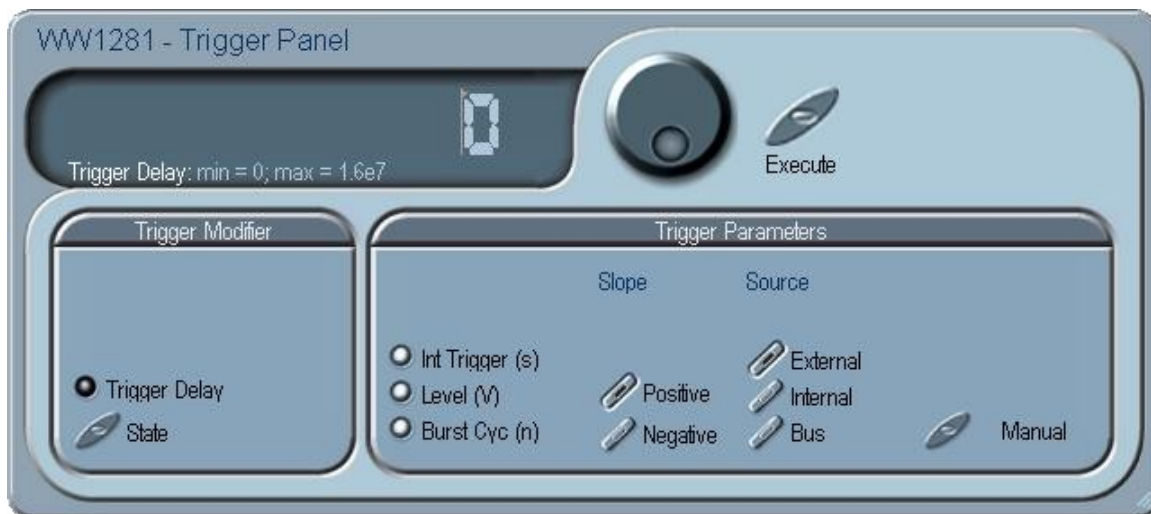 WW1281 - Trigger Panel
0
Trigger Delay: min = 0; max = 1.6e7
Execute
Trigger Modifier
Trigger Delay
State
Trigger Parameters
Slope
Source
Int Trigger (s)
Level (V)
Burst Cyc (n)
Positive
Negative
External
Internal
Bus
Manual